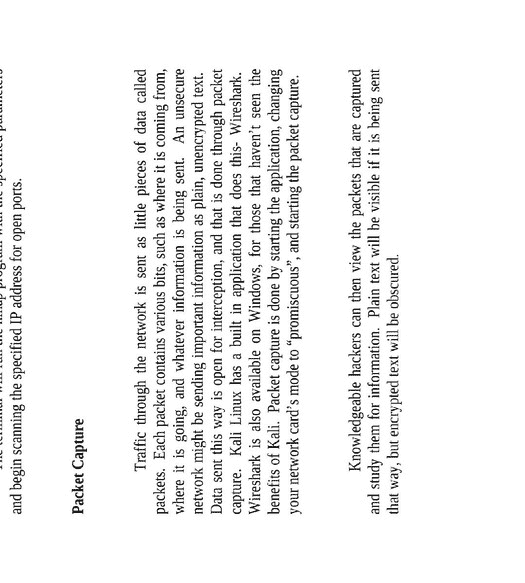 The terminal will run the nmap program with the specified parameters
and begin scanning the specified IP address for open ports.
Packet Capture
Traffic through the network is sent as little pieces of data called
packets. Each packet contains various bits, such as where it is coming from,
where it is going, and whatever information is being sent. An unsecure
network might be sending important information as plain, unencrypted text.
Data sent this way is open for interception, and that is done through packet
capture. Kali Linux has a built in application that does this- Wireshark.
Wireshark is also available on Windows, for those that haven't seen the
benefits of Kali. Packet capture is done by starting the application, changing
your network card's mode to “promiscuous”, and starting the packet capture.
Knowledgeable hackers can then view the packets that are captured
and study them for information. Plain text will be visible if it is being sent
that way, but encrypted text will be obscured.